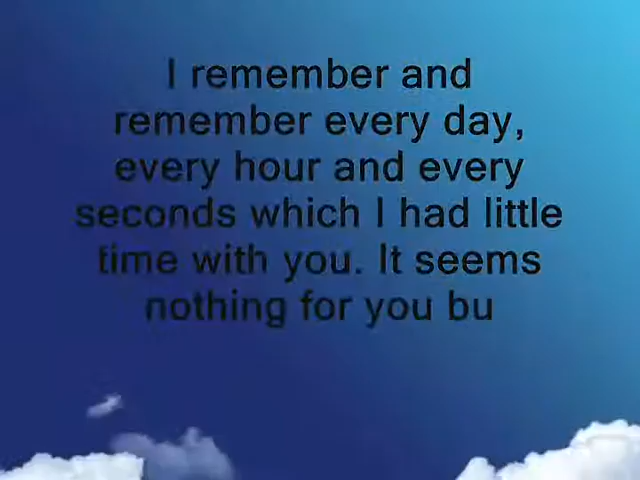 I remember and
remember every day,
every hour and every
seconds which I had little
time with you. It seems
nothing for you bu